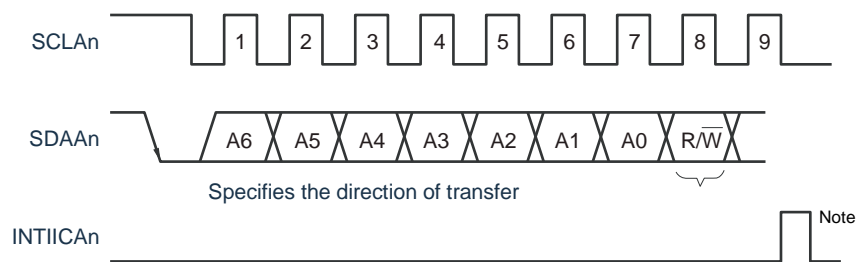 SCLAn 1 2 3 4 5 6 7 8 9
SDAAn A6 A5 A4 A3 A2 A1 A0 R/W̅
Specifies the direction of transfer
INTIICAn Note